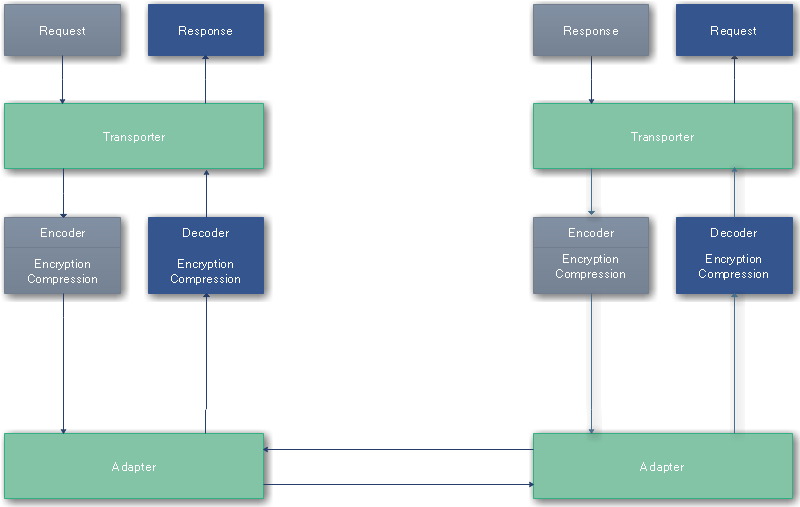 Request
Response
Response
Request
Transporter
Transporter
Encoder
Encryption
Compression
Decoder
Encryption
Compression
Encoder
Encryption
Compression
Decoder
Encryption
Compression
Adapter
Adapter